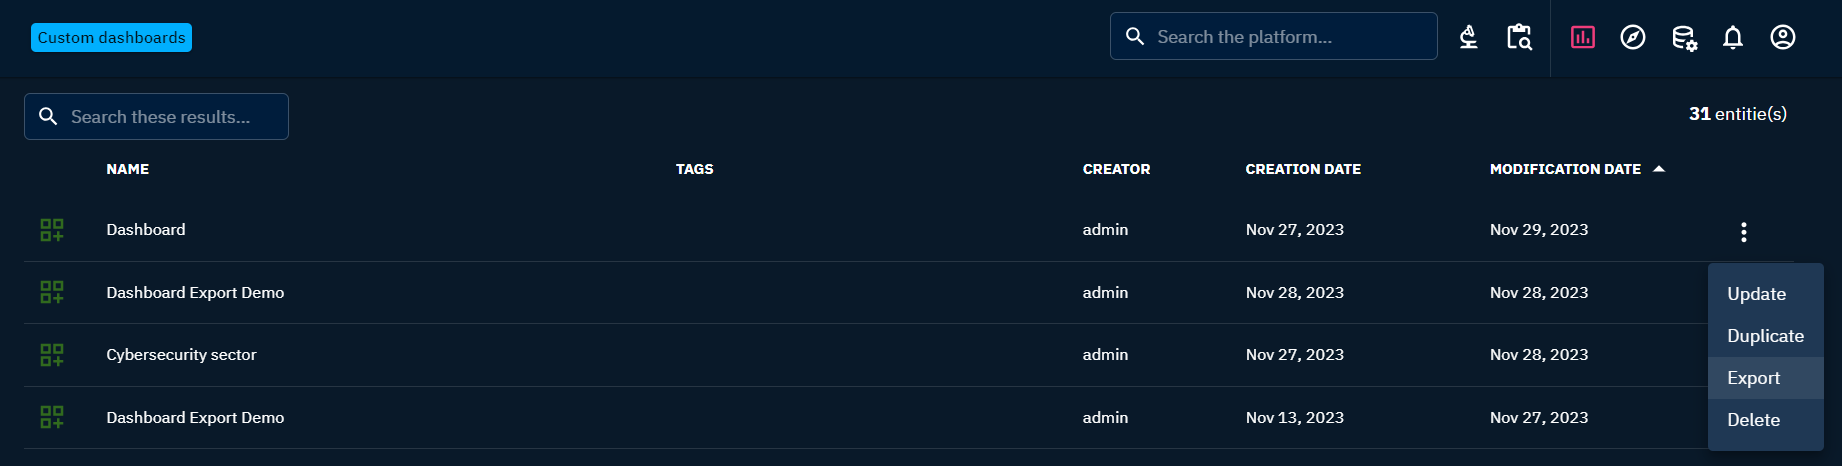 Custom dashboards
Search the platform...
Search these results...
31 entitie(s)
NAME TAGS CREATOR CREATION DATE MODIFICATION DATE
Dashboard admin Nov 27, 2023 Nov 29, 2023
Dashboard Export Demo admin Nov 28, 2023 Nov 28, 2023
Cybersecurity sector admin Nov 27, 2023 Nov 28, 2023
Dashboard Export Demo admin Nov 13, 2023 Nov 27, 2023
Update
Duplicate
Export
Delete